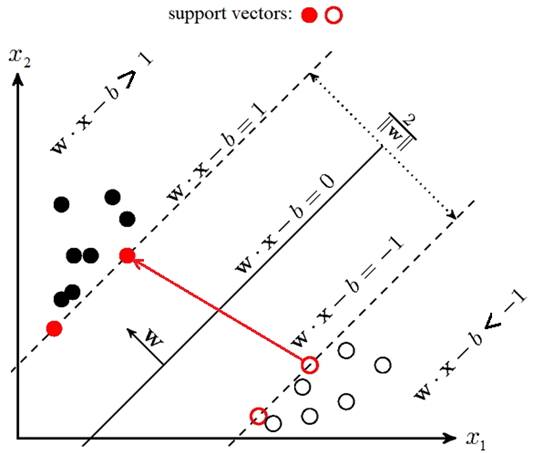 support vectors:
x₂
w · x − b > 1
w · x − b = 1
2
‖w‖
w · x − b = 0
w · x − b = −1
w
w · x − b < −1
x₁